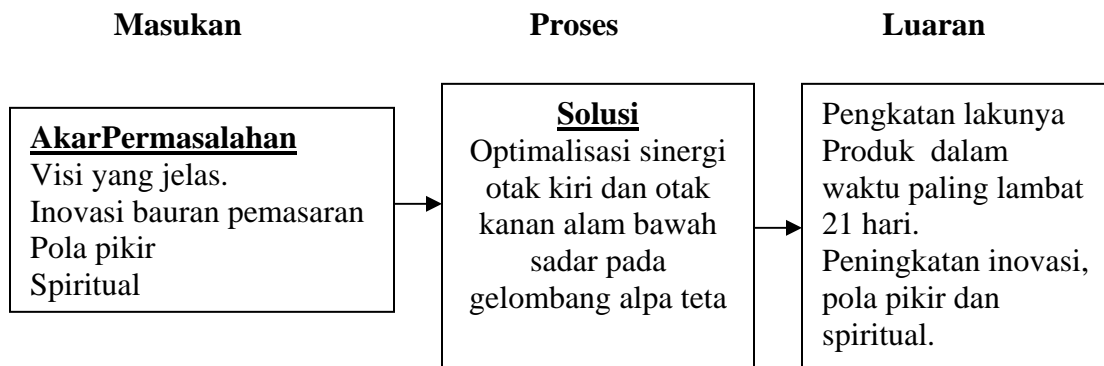 Masukan
Proses
Luaran
AkarPermasalahan
Visi yang jelas.
Inovasi bauran pemasaran
Pola pikir
Spiritual
Solusi
Optimalisasi sinergi
otak kiri dan otak
kanan alam bawah
sadar pada
gelombang alpa teta
Pengkatan lakunya
Produk dalam
waktu paling lambat
21 hari.
Peningkatan inovasi,
pola pikir dan
spiritual.